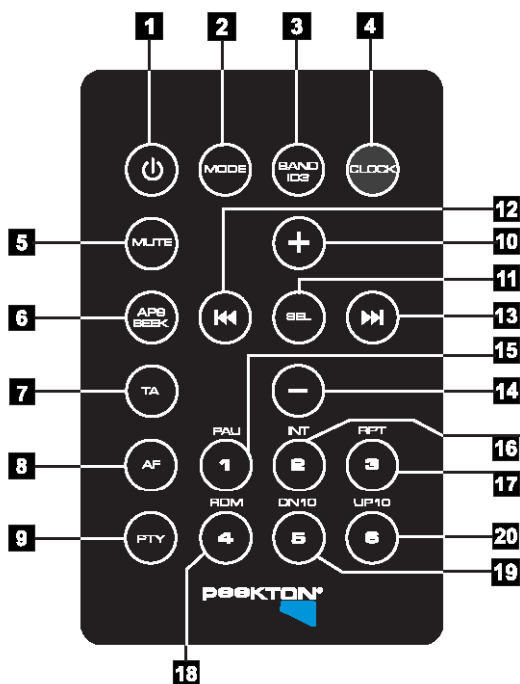 1 2 3 4
MODE BAND ID3 CLOCK
12
5 MUTE + 10
11
6 APS SEEK SEL 13
15
7 TA - 14
PAU INT RPT 16
8 AF 1 2 3 17
RDM DN10 UP10
9 PTY 4 5 6 20
19
PEEKTON®
18